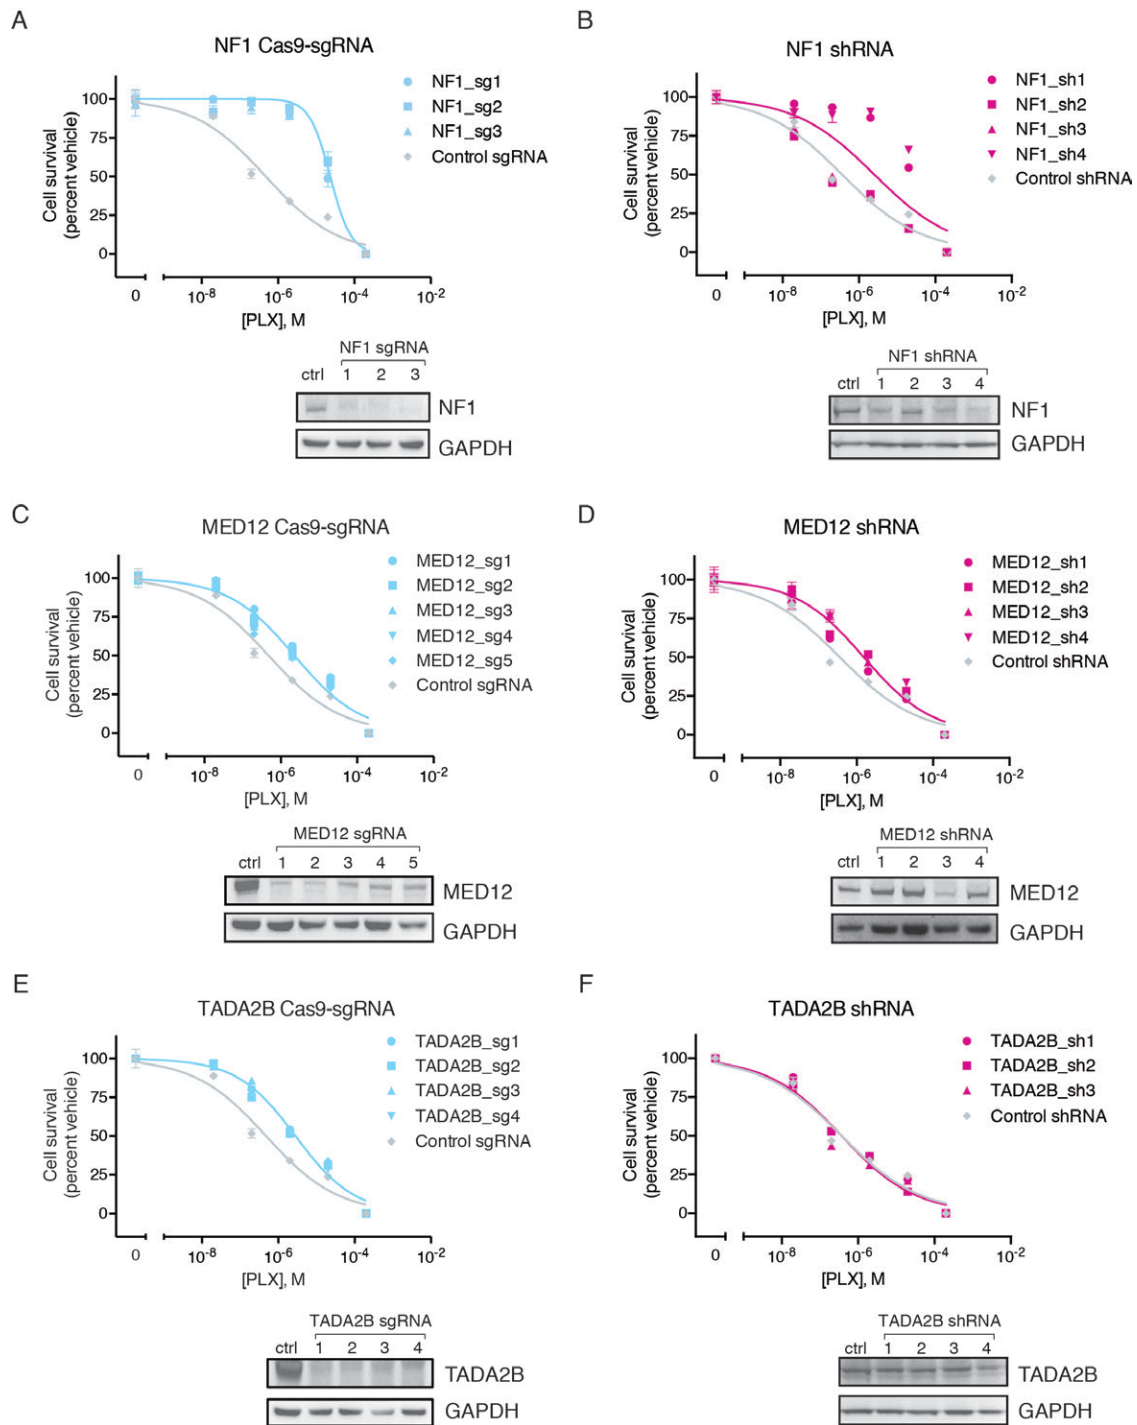 A
NF1 Cas9-sgRNA
NF1_sg1
NF1_sg2
NF1_sg3
Control sgRNA
Cell survival
(percent vehicle)
100
75
50
25
0
0 10-8 10-6 10-4 10-2
[PLX], M
NF1 sgRNA
ctrl 1 2 3
NF1
GAPDH
B
NF1 shRNA
NF1_sh1
NF1_sh2
NF1_sh3
NF1_sh4
Control shRNA
Cell survival
(percent vehicle)
100
75
50
25
0
0 10-8 10-6 10-4 10-2
[PLX], M
NF1 shRNA
ctrl 1 2 3 4
NF1
GAPDH
C
MED12 Cas9-sgRNA
MED12_sg1
MED12_sg2
MED12_sg3
MED12_sg4
MED12_sg5
Control sgRNA
Cell survival
(percent vehicle)
100
75
50
25
0
0 10-8 10-6 10-4 10-2
[PLX], M
MED12 sgRNA
ctrl 1 2 3 4 5
MED12
GAPDH
D
MED12 shRNA
MED12_sh1
MED12_sh2
MED12_sh3
MED12_sh4
Control shRNA
Cell survival
(percent vehicle)
100
75
50
25
0
0 10-8 10-6 10-4 10-2
[PLX], M
MED12 shRNA
ctrl 1 2 3 4
MED12
GAPDH
E
TADA2B Cas9-sgRNA
TADA2B_sg1
TADA2B_sg2
TADA2B_sg3
TADA2B_sg4
Control sgRNA
Cell survival
(percent vehicle)
100
75
50
25
0
0 10-8 10-6 10-4 10-2
[PLX], M
TADA2B sgRNA
ctrl 1 2 3 4
TADA2B
GAPDH
F
TADA2B shRNA
TADA2B_sh1
TADA2B_sh2
TADA2B_sh3
Control shRNA
Cell survival
(percent vehicle)
100
75
50
25
0
0 10-8 10-6 10-4 10-2
[PLX], M
TADA2B shRNA
ctrl 1 2 3 4
TADA2B
GAPDH